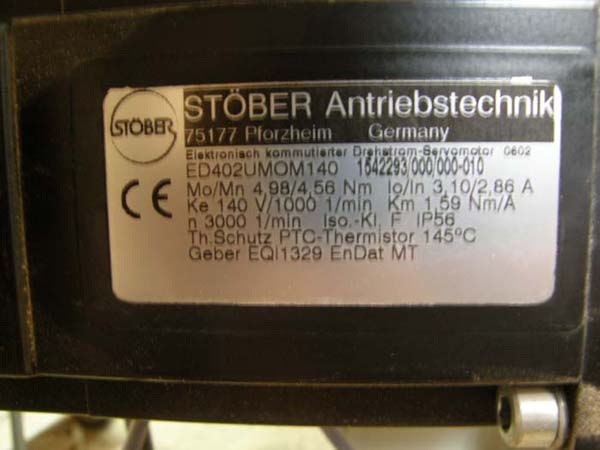 STÖBER
STÖBER Antriebstechnik
75177 Pforzheim Germany
Elektronisch kommutierter Drehstrom-Servomotor 0602
ED402UMOM140 1542293/000/000-010
CE
Mo/Mn 4,98/4,56 Nm Io/In 3,10/2,86 A
Ke 140 V/1000 1/min Km 1,59 Nm/A
n 3000 1/min Iso.-Kl. F IP56
Th.Schutz PTC-Thermistor 145°C
Geber EQI1329 EnDat MT